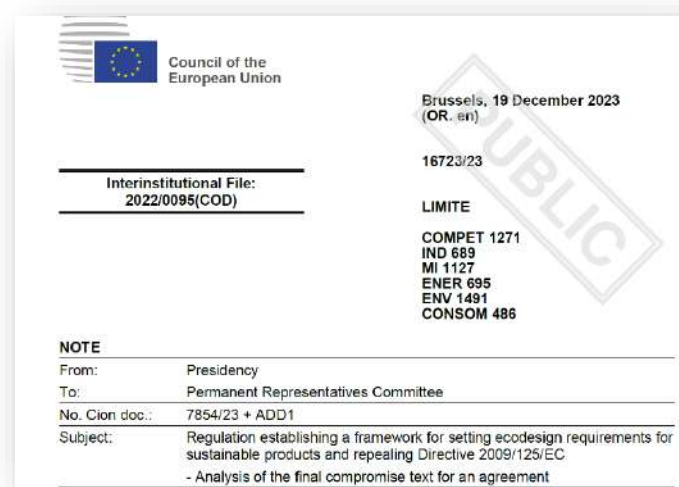 Council of the
European Union
Brussels, 19 December 2023
(OR. en)
16723/23
Interinstitutional File:
2022/0095(COD)
LIMITE
COMPET 1271
IND 689
MI 1127
ENER 695
ENV 1491
CONSOM 486
PUBLIC
NOTE
From: Presidency
To: Permanent Representatives Committee
No. Cion doc.: 7854/23 + ADD1
Subject: Regulation establishing a framework for setting ecodesign requirements for
sustainable products and repealing Directive 2009/125/EC
- Analysis of the final compromise text for an agreement